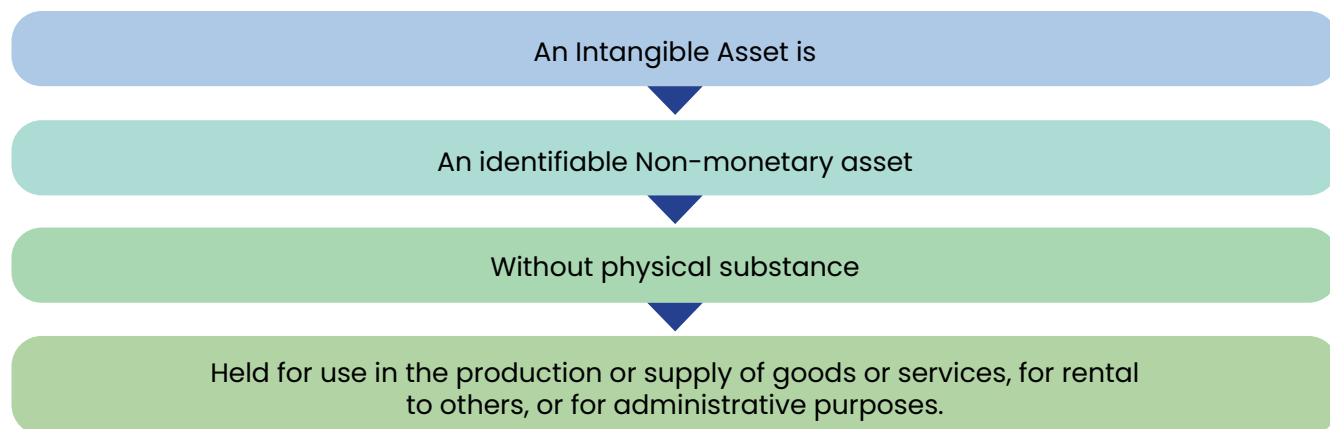 An Intangible Asset is
An identifiable Non-monetary asset
Without physical substance
Held for use in the production or supply of goods or services, for rental
to others, or for administrative purposes.